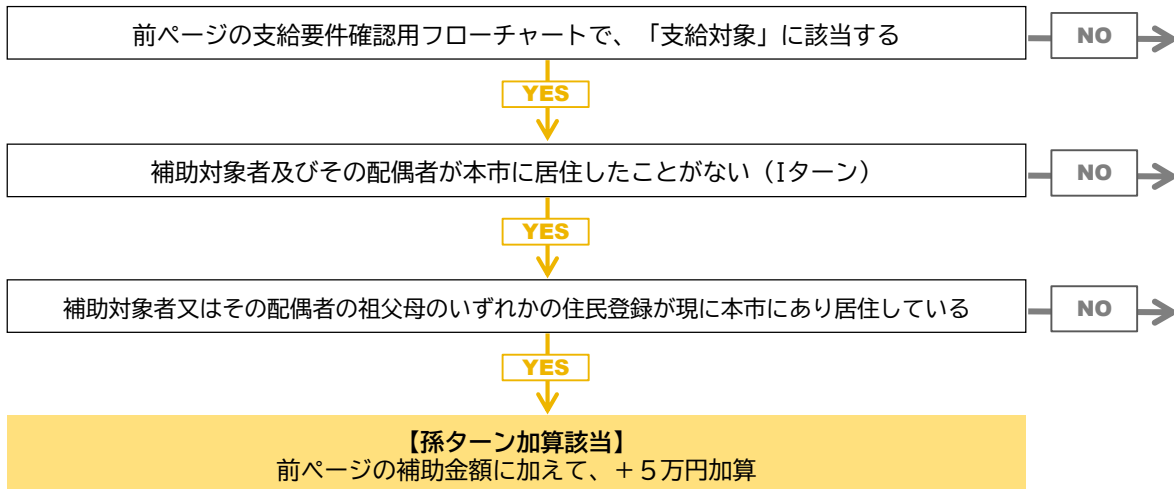 前ページの支給要件確認用フローチャートで、「支給対象」に該当する
NO
YES
補助対象者及びその配偶者が本市に居住したことがない（Iターン）
NO
YES
補助対象者又はその配偶者の祖父母のいずれかの住民登録が現に本市にあり居住している
NO
YES
【孫ターン加算該当】
前ページの補助金額に加えて、＋５万円加算